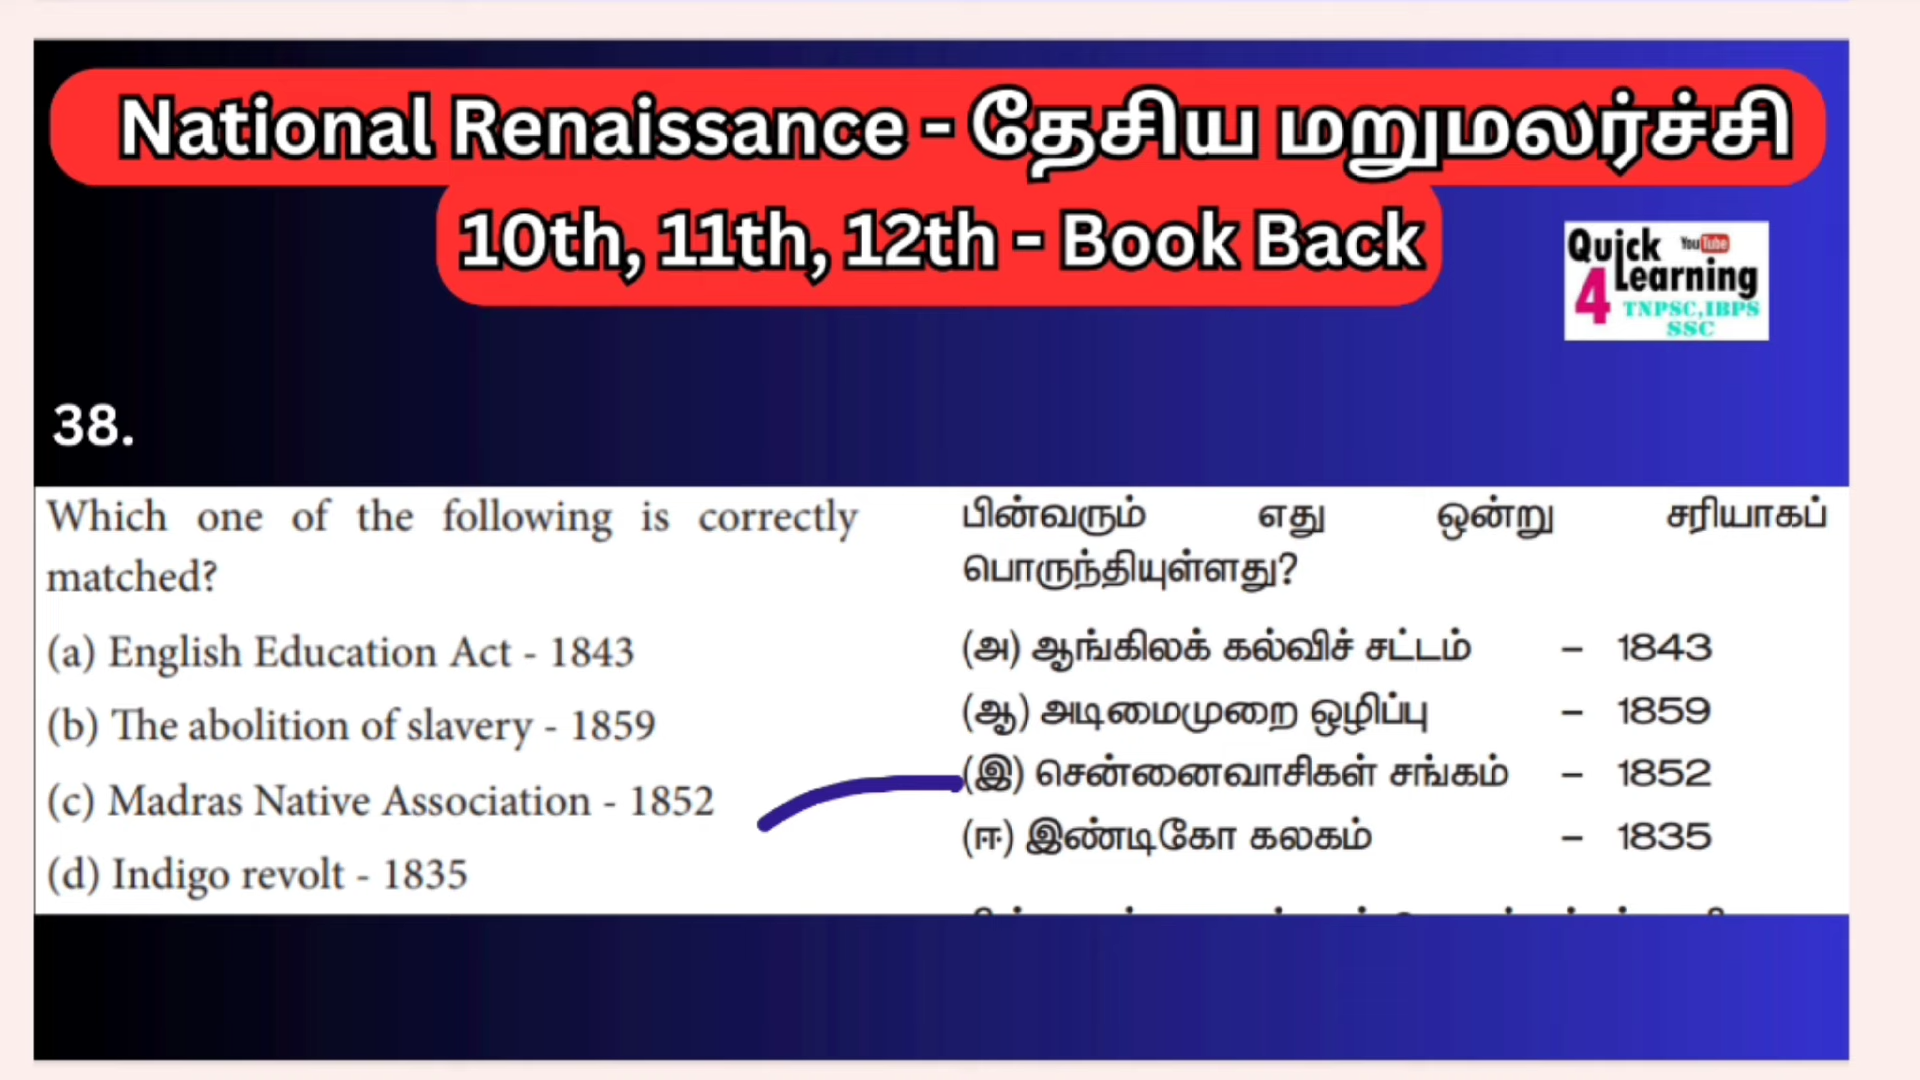 National Renaissance - தேசிய மறுமலர்ச்சி
10th, 11th, 12th - Book Back
Quick YouTube
4 Learning
TNPSC,IBPS
SSC
38.
Which one of the following is correctly
matched?
(a) English Education Act - 1843
(b) The abolition of slavery - 1859
(c) Madras Native Association - 1852
(d) Indigo revolt - 1835
பின்வரும் எது ஒன்று சரியாகப்
பொருந்தியுள்ளது?
(அ) ஆங்கிலக் கல்விச் சட்டம் – 1843
(ஆ) அடிமைமுறை ஒழிப்பு – 1859
(இ) சென்னைவாசிகள் சங்கம் – 1852
(ஈ) இண்டிகோ கலகம் – 1835